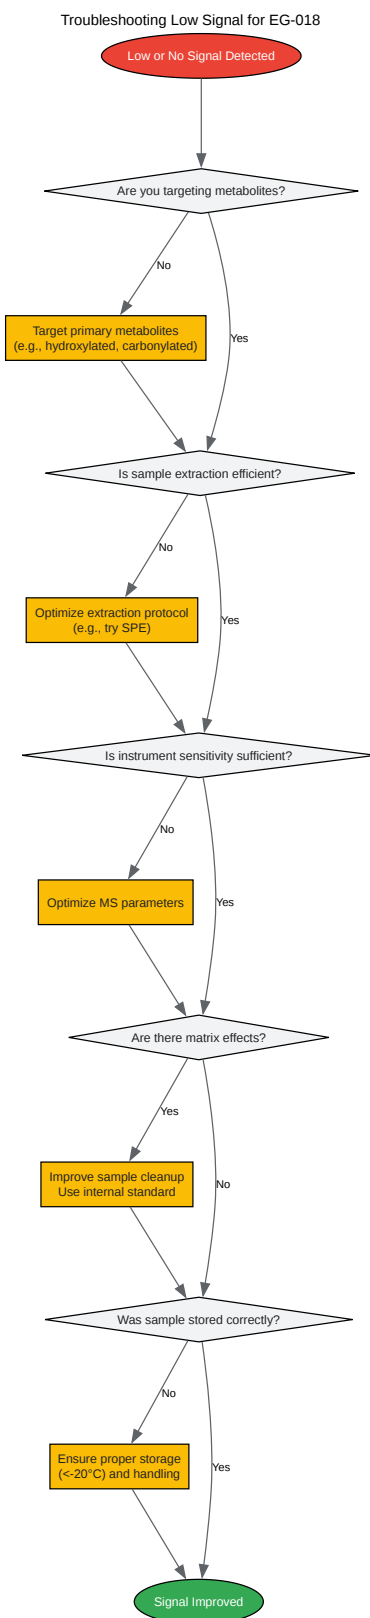 Troubleshooting Low Signal for EG-018
Low or No Signal Detected
Are you targeting metabolites?
No
Target primary metabolites
(e.g., hydroxylated, carbonylated)
Yes
Is sample extraction efficient?
No
Optimize extraction protocol
(e.g., try SPE)
Yes
Is instrument sensitivity sufficient?
No
Optimize MS parameters
Yes
Are there matrix effects?
Yes
Improve sample cleanup
Use internal standard
No
Was sample stored correctly?
No
Ensure proper storage
(<-20°C) and handling
Yes
Signal Improved